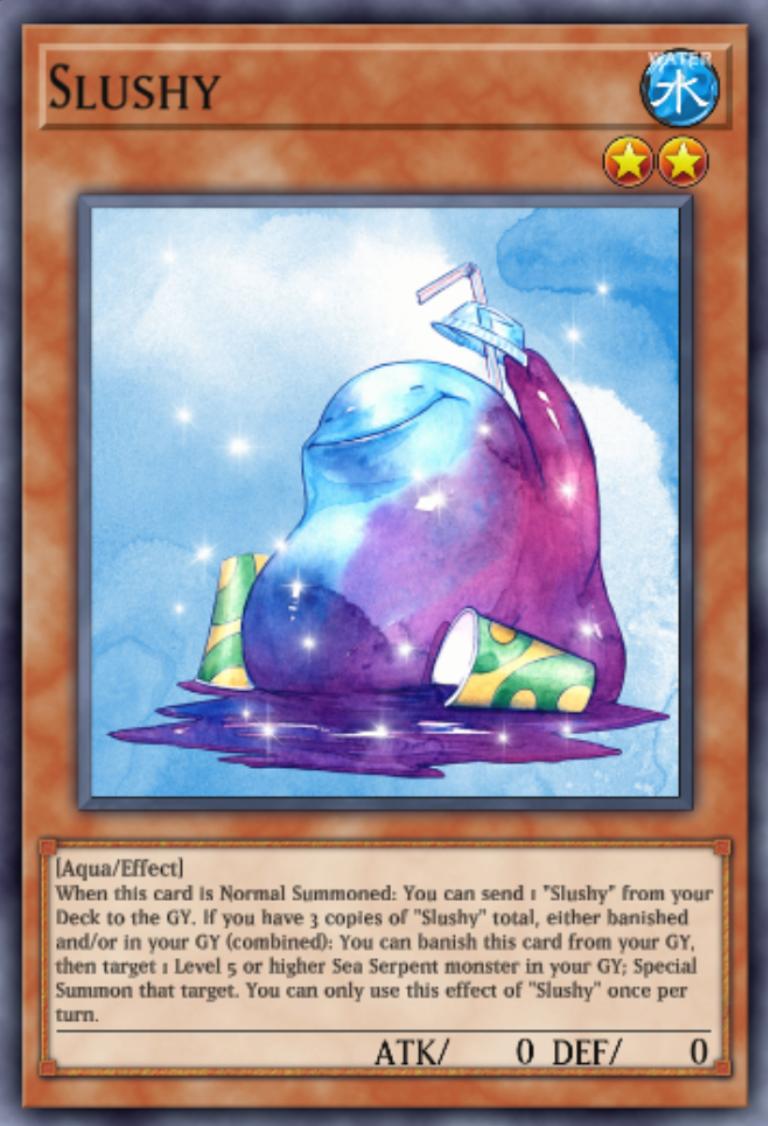 Slushy
WATER
水
[Aqua/Effect]
When this card is Normal Summoned: You can send 1 "Slushy" from your
Deck to the GY. If you have 3 copies of "Slushy" total, either banished
and/or in your GY (combined): You can banish this card from your GY,
then target 1 Level 5 or higher Sea Serpent monster in your GY; Special
Summon that target. You can only use this effect of "Slushy" once per
turn.
ATK/ 0 DEF/ 0